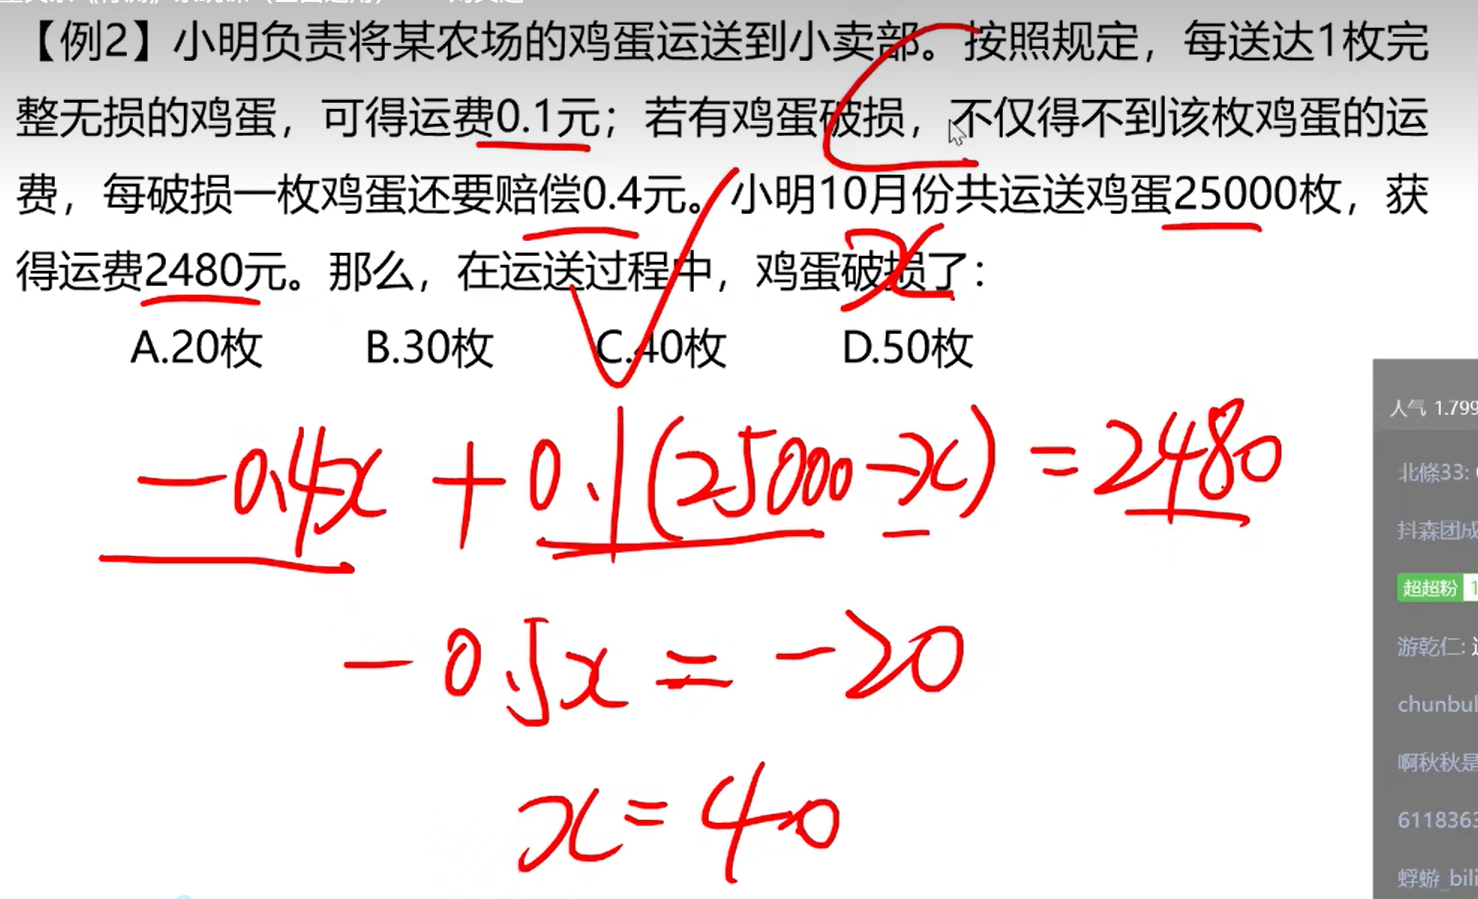 【例2】小明负责将某农场的鸡蛋运送到小卖部。按照规定，每送达1枚完
整无损的鸡蛋，可得运费0.1元；若有鸡蛋破损，不仅得不到该枚鸡蛋的运
费，每破损一枚鸡蛋还要赔偿0.4元。小明10月份共运送鸡蛋25000枚，获
得运费2480元。那么，在运送过程中，鸡蛋破损了：
x
A.20枚 B.30枚 C.40枚 D.50枚
-0.4x + 0.1(25000-x) = 2480
-0.5x = -20
x = 40
人气 1.799
北條33:
抖森团成
超超粉 1
游乾仁:
chunbul
啊秋秋是
6118363
蜉蝣_bili